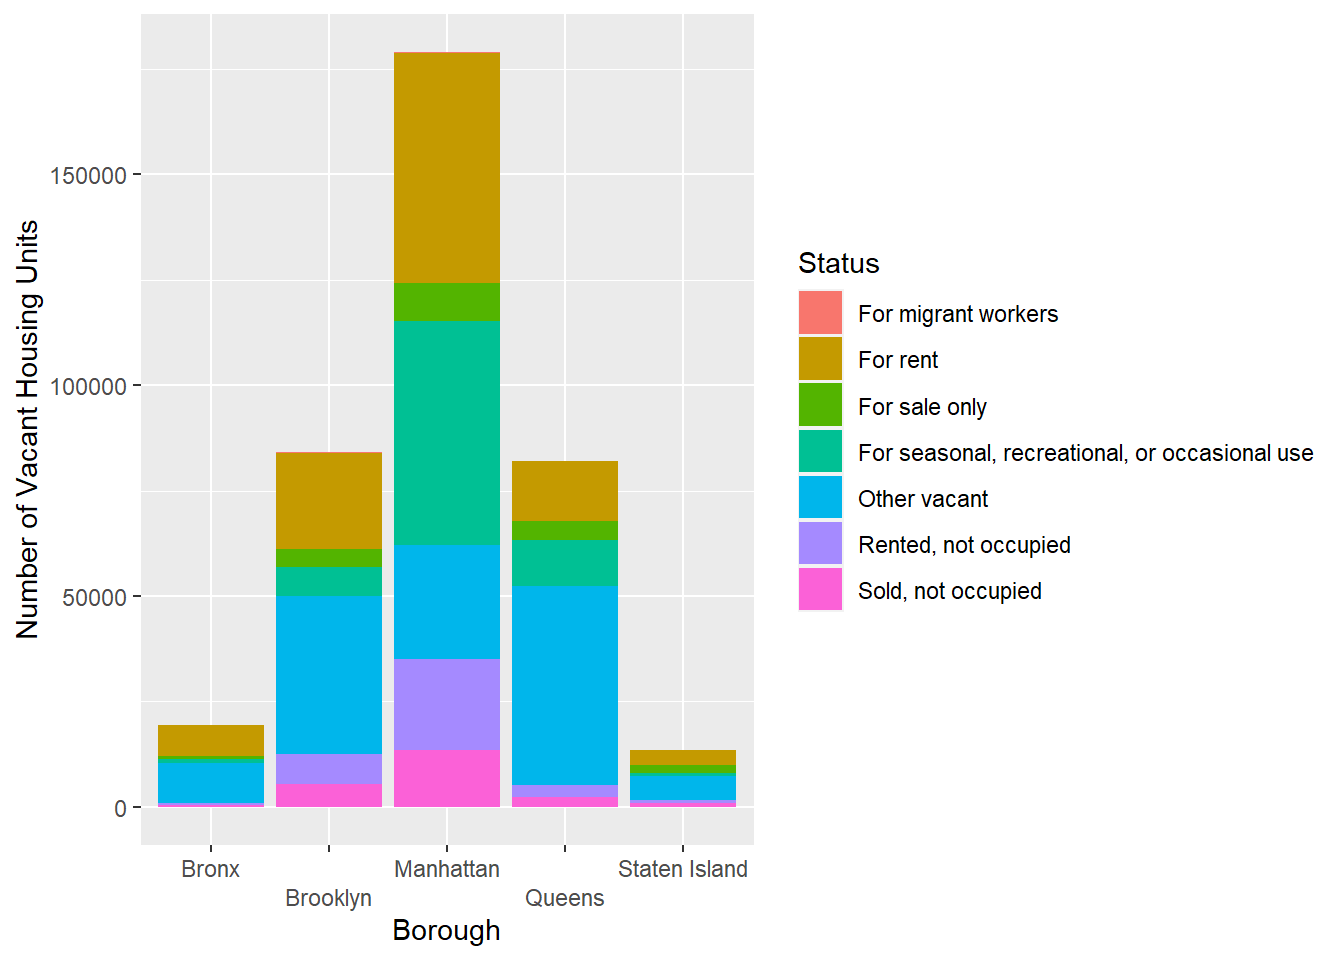 Number of Vacant Housing Units
150000
100000
50000
0
Bronx
Brooklyn
Manhattan
Queens
Staten Island
Borough
Status
For migrant workers
For rent
For sale only
For seasonal, recreational, or occasional use
Other vacant
Rented, not occupied
Sold, not occupied